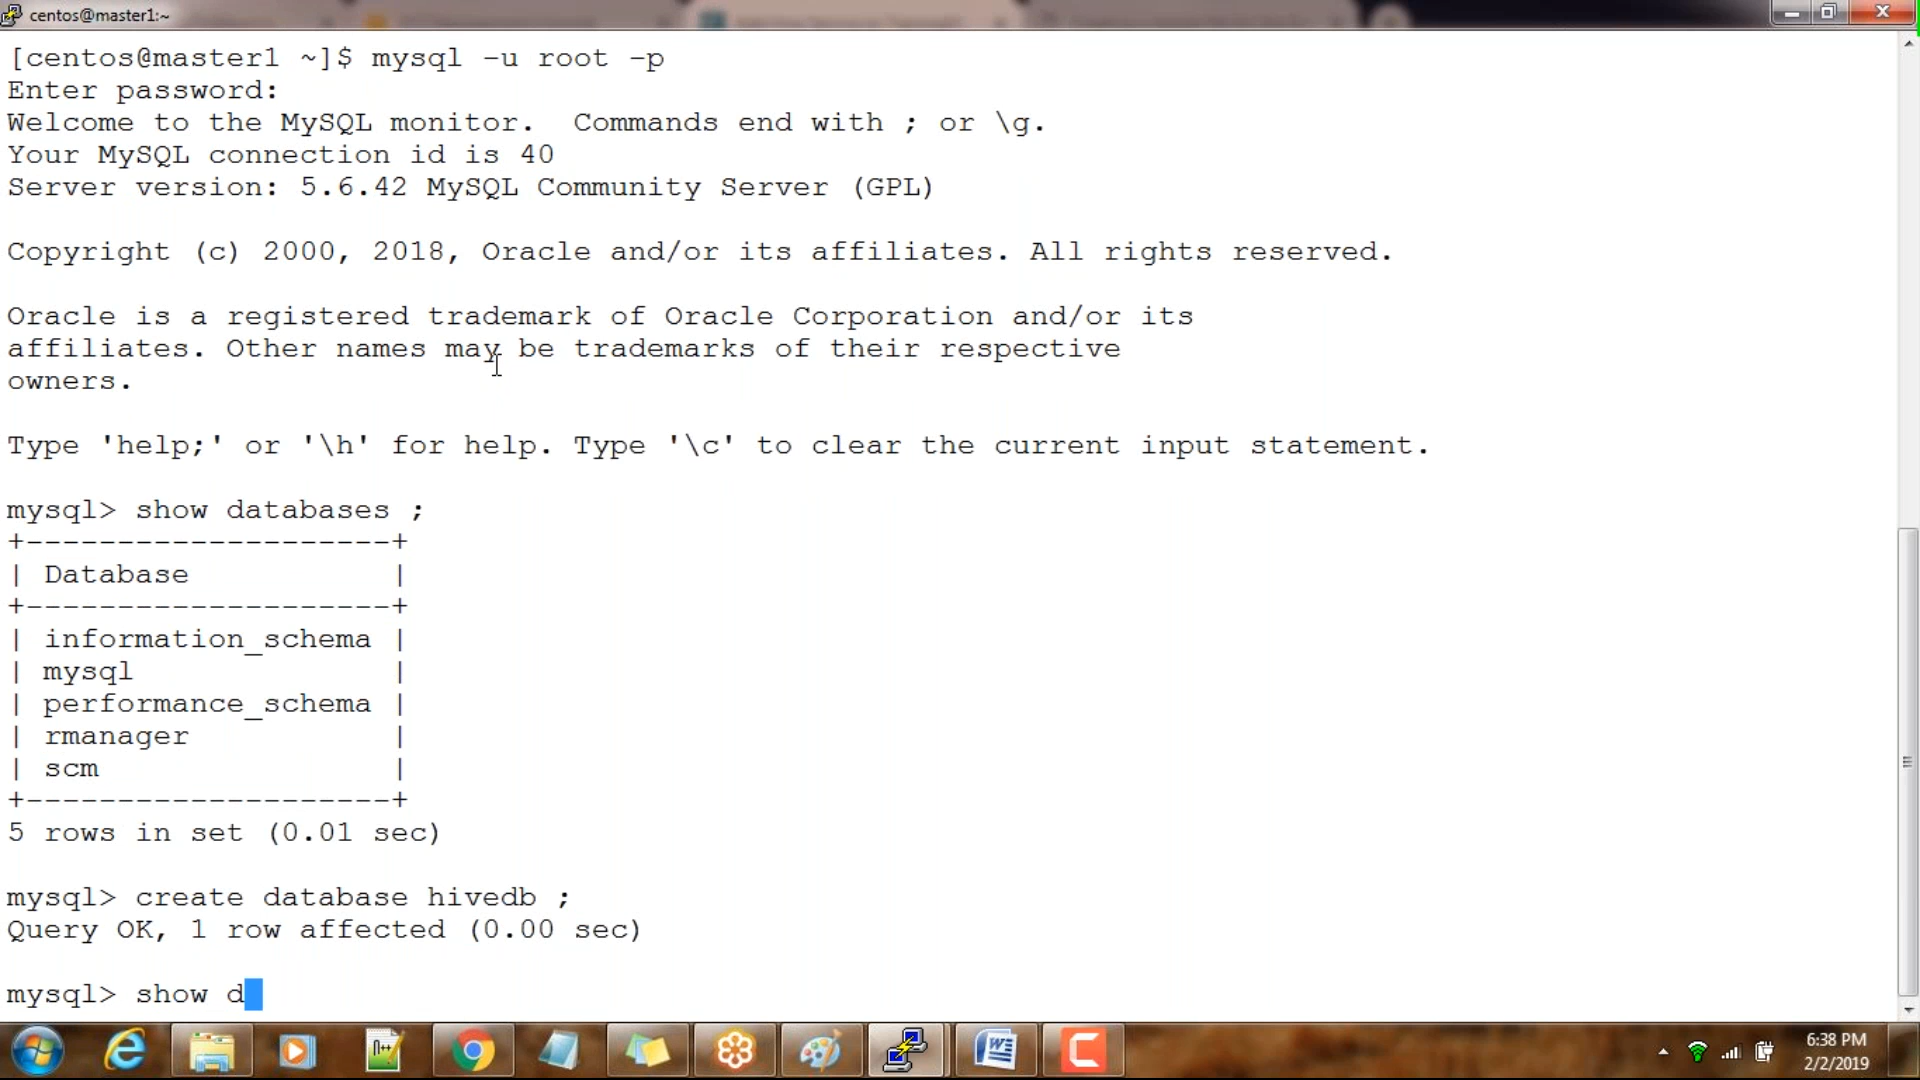 centos@master1:~
[centos@master1 ~]$ mysql -u root -p
Enter password:
Welcome to the MySQL monitor.  Commands end with ; or \g.
Your MySQL connection id is 40
Server version: 5.6.42 MySQL Community Server (GPL)
Copyright (c) 2000, 2018, Oracle and/or its affiliates. All rights reserved.
Oracle is a registered trademark of Oracle Corporation and/or its
affiliates. Other names may be trademarks of their respective
owners.
Type 'help;' or '\h' for help. Type '\c' to clear the current input statement.
mysql> show databases ;
+--------------------+
| Database           |
+--------------------+
| information_schema |
| mysql              |
| performance_schema |
| rmanager           |
| scm                |
+--------------------+
5 rows in set (0.01 sec)
mysql> create database hivedb ;
Query OK, 1 row affected (0.00 sec)
mysql> show d
6:38 PM
2/2/2019